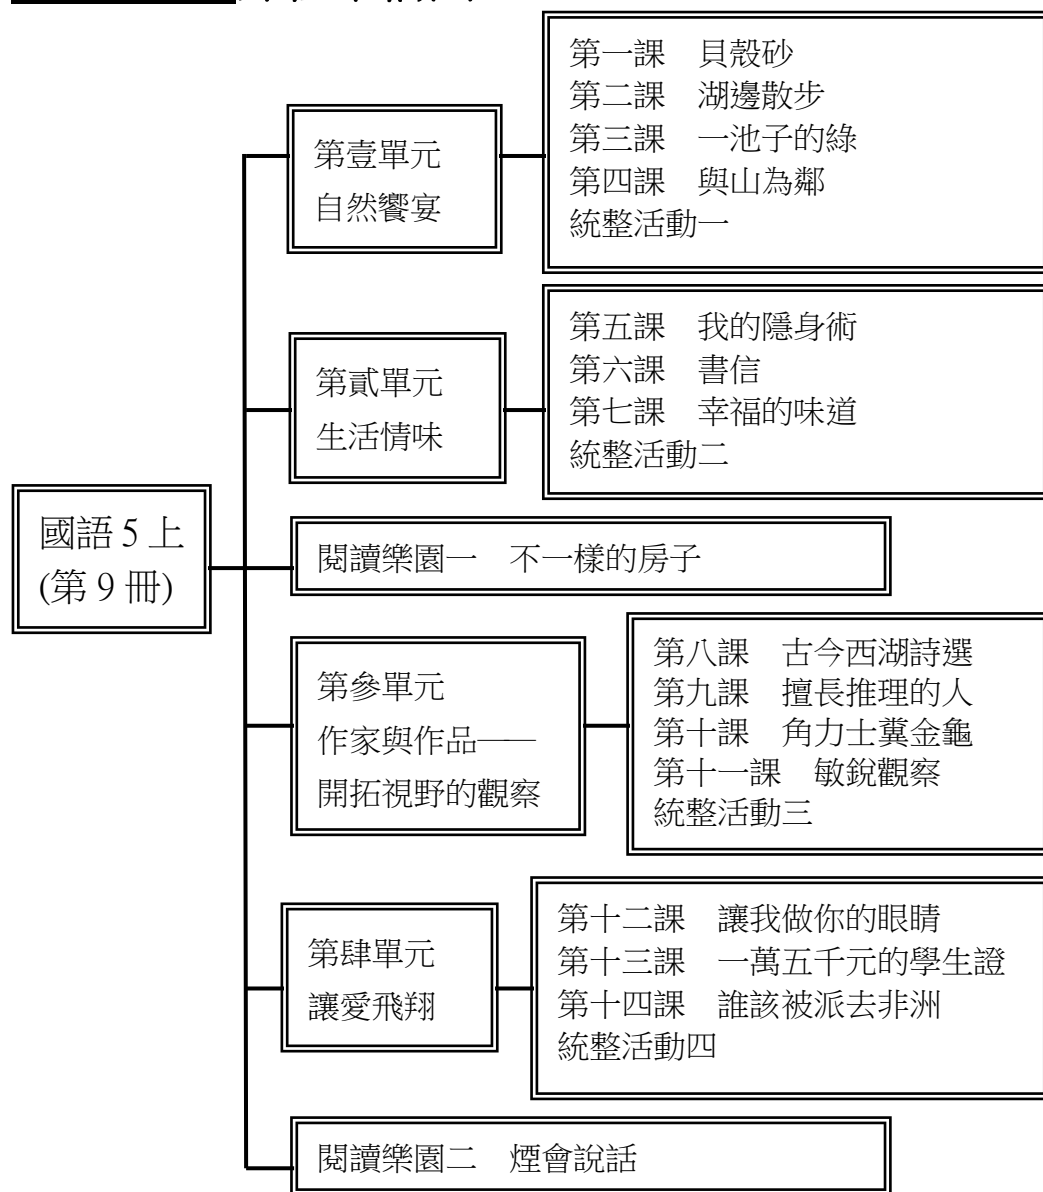 第一課　貝殼砂
第二課　湖邊散步
第三課　一池子的綠
第四課　與山為鄰
統整活動一
第壹單元
自然饗宴
第五課　我的隱身術
第六課　書信
第七課　幸福的味道
統整活動二
第貳單元
生活情味
國語 5 上
(第 9 冊)
閱讀樂園一　不一樣的房子
第參單元
作家與作品——
開拓視野的觀察
第八課　古今西湖詩選
第九課　擅長推理的人
第十課　角力士糞金龜
第十一課　敏銳觀察
統整活動三
第肆單元
讓愛飛翔
第十二課　讓我做你的眼睛
第十三課　一萬五千元的學生證
第十四課　誰該被派去非洲
統整活動四
閱讀樂園二　煙會說話